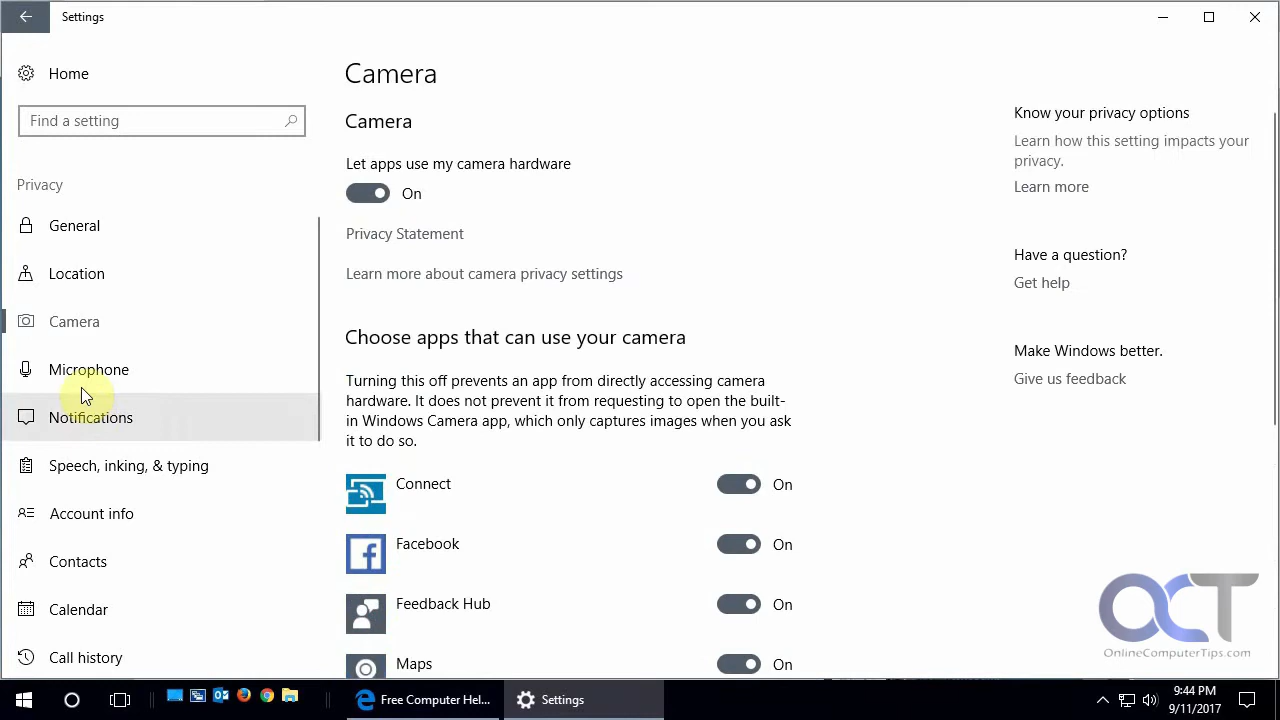 Settings
Home
Find a setting
Privacy
General
Location
Camera
Microphone
Notifications
Speech, inking, & typing
Account info
Contacts
Calendar
Call history
Camera
Camera
Let apps use my camera hardware
On
Privacy Statement
Learn more about camera privacy settings
Choose apps that can use your camera
Turning this off prevents an app from directly accessing camera
hardware. It does not prevent it from requesting to open the built-
in Windows Camera app, which only captures images when you ask
it to do so.
Connect On
Facebook On
Feedback Hub On
Maps On
Know your privacy options
Learn how this setting impacts your
privacy.
Learn more
Have a question?
Get help
Make Windows better.
Give us feedback
OCT
OnlineComputerTips.com
Free Computer Hel...
Settings
9:44 PM
9/11/2017